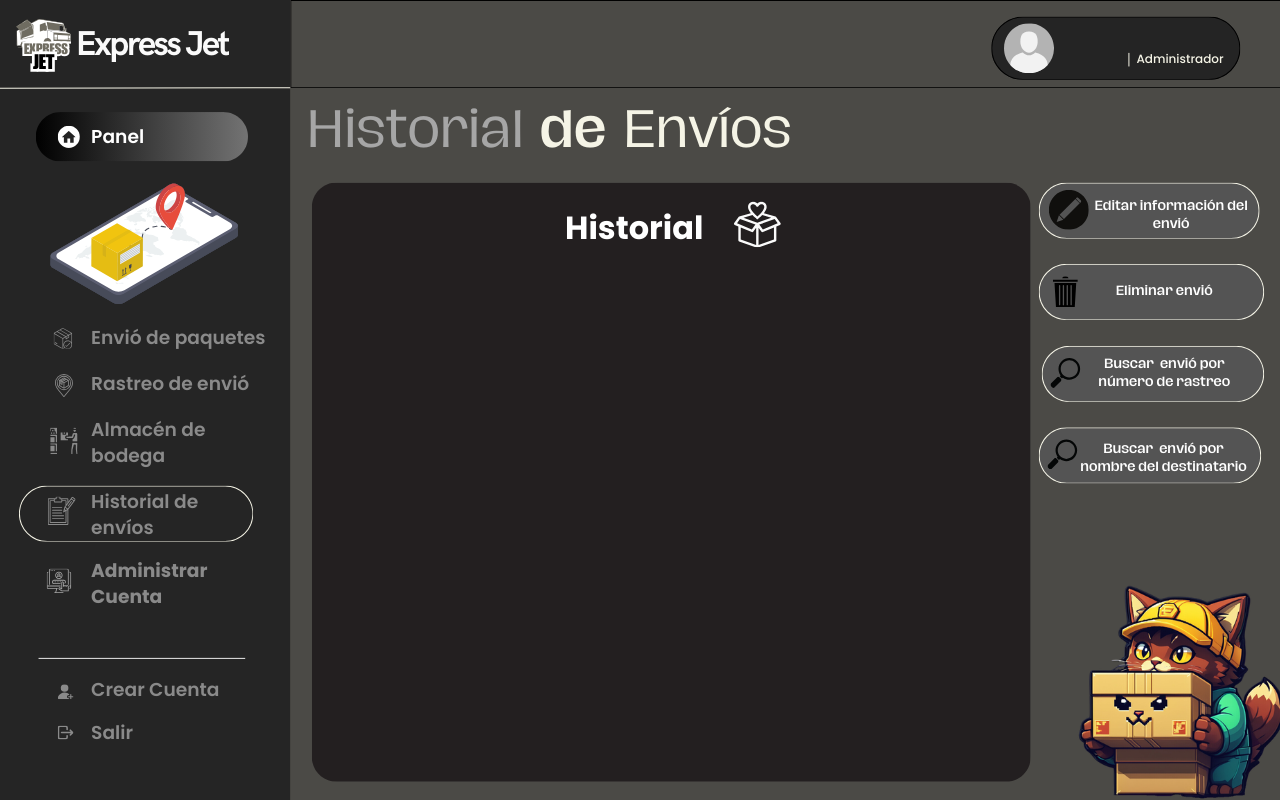 EXPRESS
JET
Express Jet
| Administrador
Panel
Envió de paquetes
Rastreo de envió
Almacén de
bodega
Historial de
envíos
Administrar
Cuenta
Crear Cuenta
Salir
Historial de Envíos
Historial
Editar información del
envió
Eliminar envió
Buscar envió por
número de rastreo
Buscar envió por
nombre del destinatario